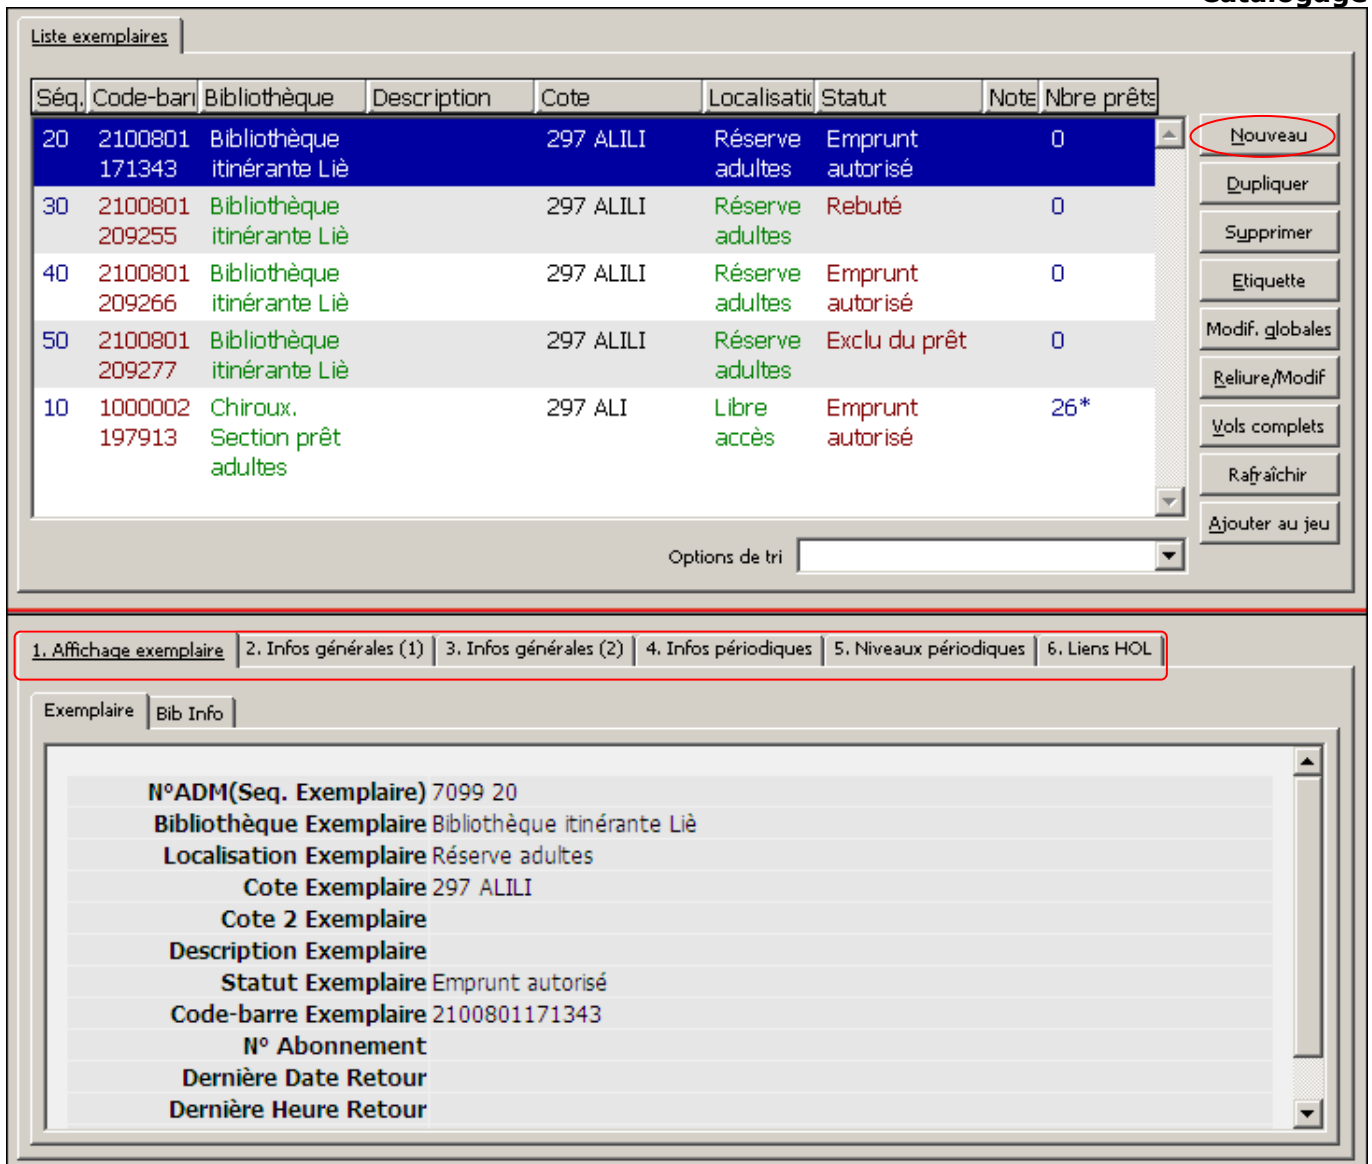 Catalogage
Liste exemplaires
Séq. Code-barr Bibliothèque Description Cote Localisatic Statut Note Nbre prêts
20 2100801 Bibliothèque 297 ALILI Réserve Emprunt 0
171343 itinérante Liè adultes autorisé
30 2100801 Bibliothèque 297 ALILI Réserve Rebuté 0
209255 itinérante Liè adultes
40 2100801 Bibliothèque 297 ALILI Réserve Emprunt 0
209266 itinérante Liè adultes autorisé
50 2100801 Bibliothèque 297 ALILI Réserve Exclu du prêt 0
209277 itinérante Liè adultes
10 1000002 Chiroux. 297 ALI Libre Emprunt 26*
197913 Section prêt accès autorisé
adultes
Nouveau
Dupliquer
Supprimer
Etiquette
Modif. globales
Reliure/Modif
Vols complets
Rafraîchir
Ajouter au jeu
Options de tri
1. Affichage exemplaire 2. Infos générales (1) 3. Infos générales (2) 4. Infos périodiques 5. Niveaux périodiques 6. Liens HOL
Exemplaire Bib Info
N°ADM(Seq. Exemplaire) 7099 20
Bibliothèque Exemplaire Bibliothèque itinérante Liè
Localisation Exemplaire Réserve adultes
Cote Exemplaire 297 ALILI
Cote 2 Exemplaire
Description Exemplaire
Statut Exemplaire Emprunt autorisé
Code-barre Exemplaire 2100801171343
N° Abonnement
Dernière Date Retour
Dernière Heure Retour